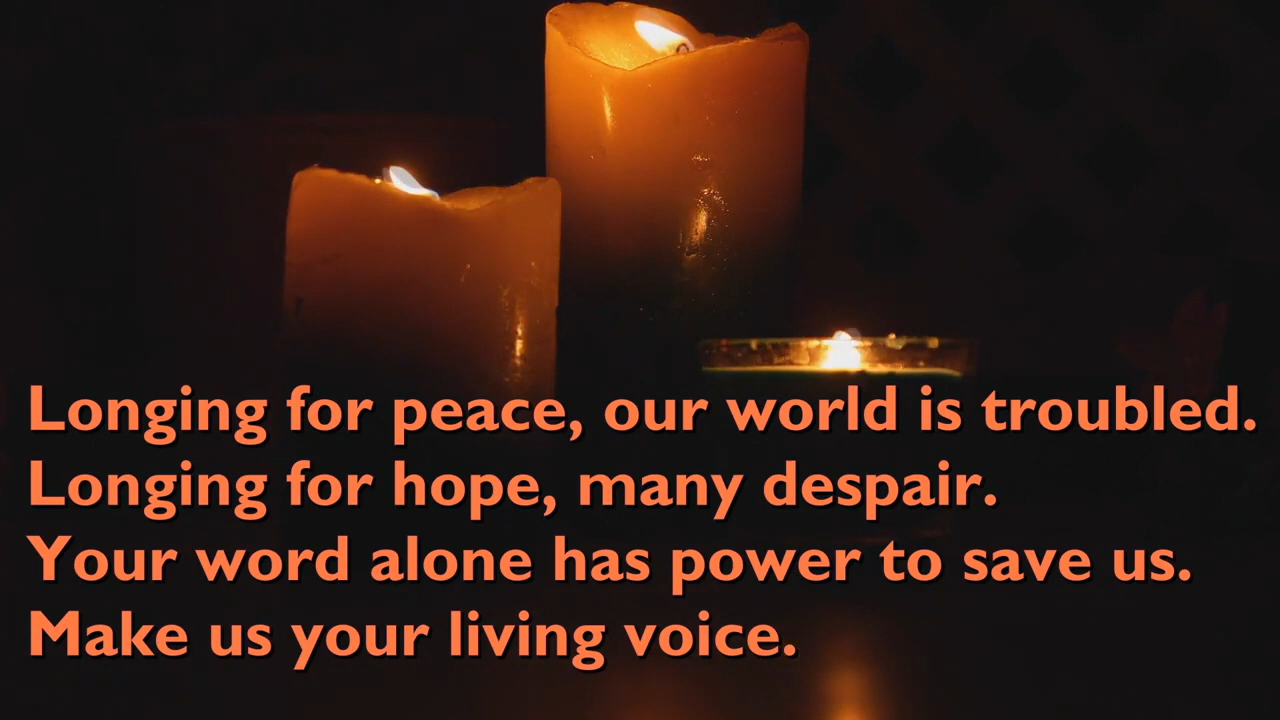 Longing for peace, our world is troubled.
Longing for hope, many despair.
Your word alone has power to save us.
Make us your living voice.